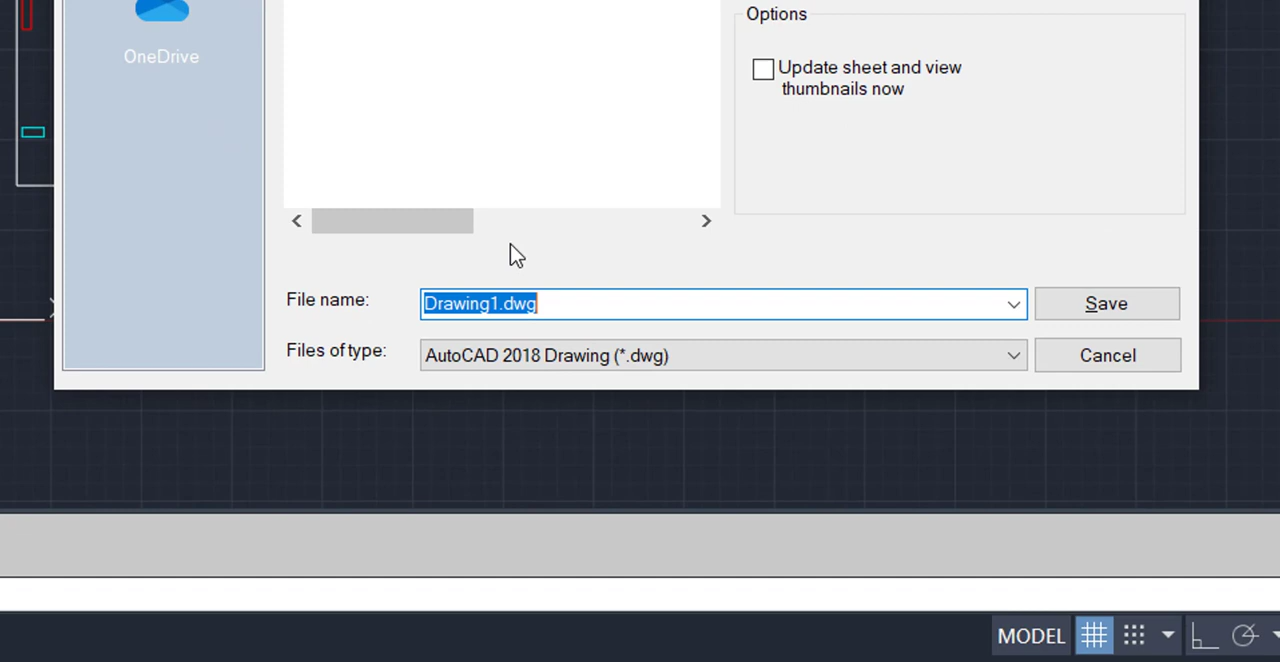 Options
OneDrive
Update sheet and view
thumbnails now
File name:
Drawing1.dwg
Save
Files of type:
AutoCAD 2018 Drawing (*.dwg)
Cancel
MODEL